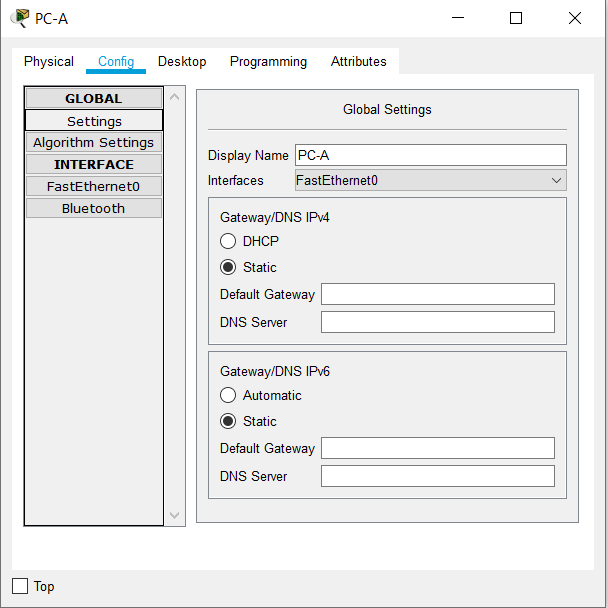 PC-A
Physical Config Desktop Programming Attributes
GLOBAL
Settings
Algorithm Settings
INTERFACE
FastEthernet0
Bluetooth
Global Settings
Display Name PC-A
Interfaces FastEthernet0
Gateway/DNS IPv4
DHCP
Static
Default Gateway
DNS Server
Gateway/DNS IPv6
Automatic
Static
Default Gateway
DNS Server
Top